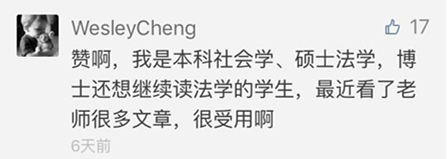 WesleyCheng 17
赞啊，我是本科社会学、硕士法学，博
士还想继续读法学的学生，最近看了老
师很多文章，很受用啊
6天前